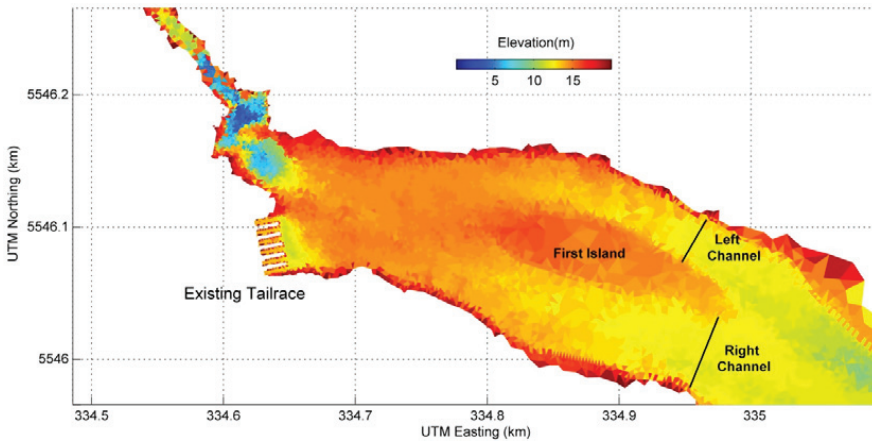 Elevation(m)
5 10 15
5546.2
5546.1
5546
UTM Northing (km)
First Island
Left
Channel
Existing Tailrace
Right
Channel
334.5 334.6 334.7 334.8 334.9 335
UTM Easting (km)